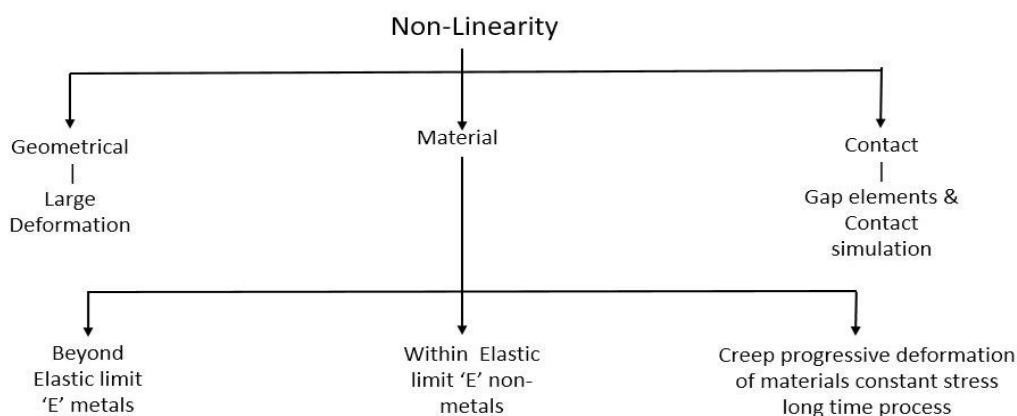 Non-Linearity
Geometrical
Large
Deformation
Material
Contact
Gap elements &
Contact
simulation
Beyond
Elastic limit
‘E’ metals
Within Elastic
limit ‘E’ non-
metals
Creep progressive deformation
of materials constant stress
long time process